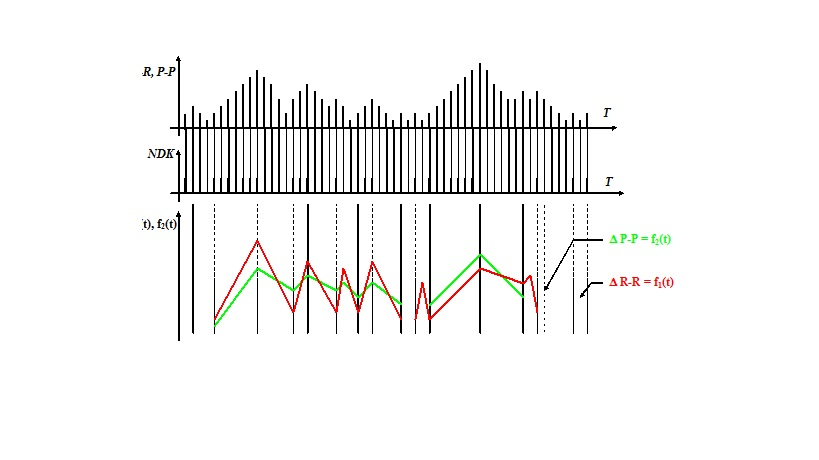 R, P-P
T
NDK
T
(t), f₂(t)
Δ P-P = f₂(t)
Δ R-R = f₁(t)